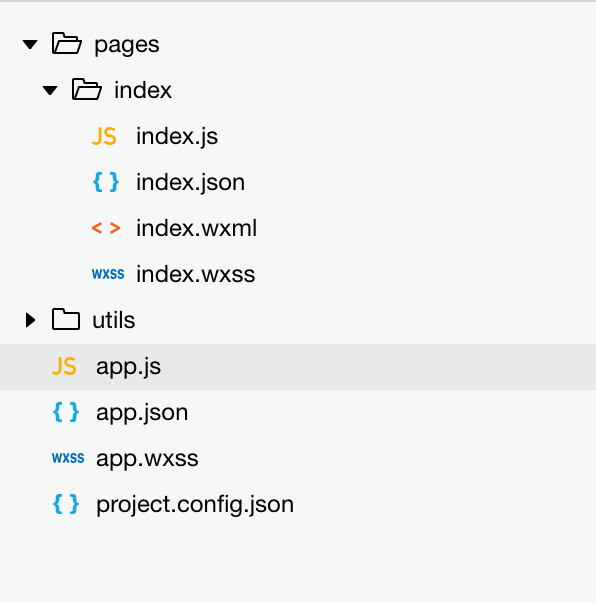 pages
index
JS index.js
{ } index.json
< > index.wxml
wxss index.wxss
utils
JS app.js
{ } app.json
wxss app.wxss
{ } project.config.json